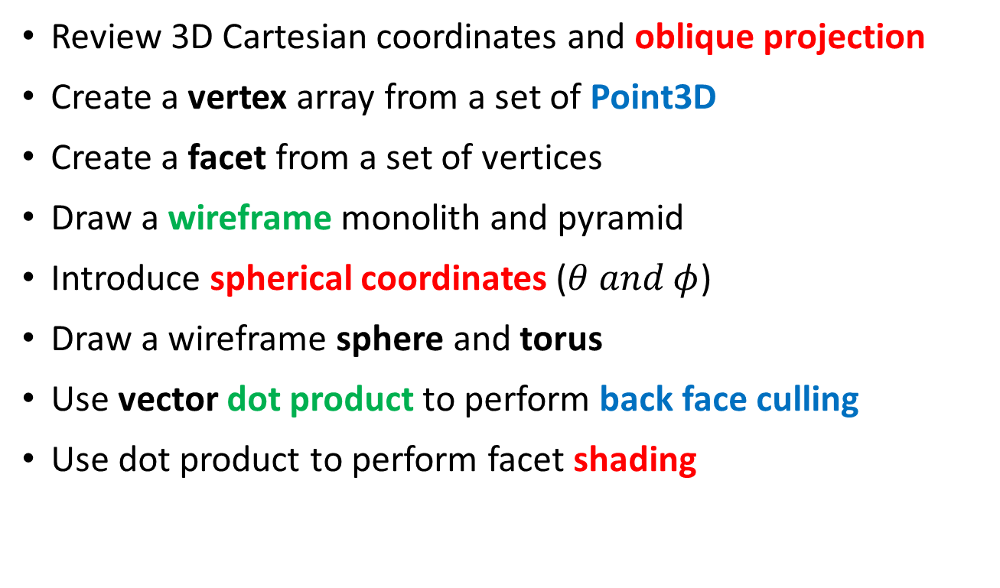 • Review 3D Cartesian coordinates and oblique projection
• Create a vertex array from a set of Point3D
• Create a facet from a set of vertices
• Draw a wireframe monolith and pyramid
• Introduce spherical coordinates (θ and ϕ)
• Draw a wireframe sphere and torus
• Use vector dot product to perform back face culling
• Use dot product to perform facet shading